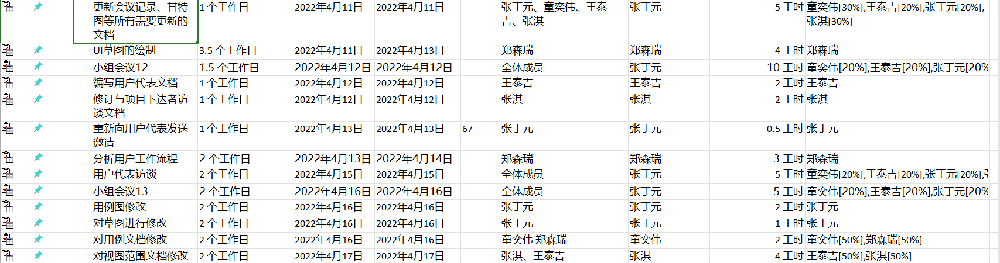 更新会议记录、甘特图等所有需要更新的文档 1 个工作日 2022年4月11日 2022年4月11日 张丁元、童奕伟、王泰吉、张淇 张丁元 5 工时 童奕伟[30%],王泰吉[20%],张丁元[20%],张淇[30%]
UI草图的绘制 3.5 个工作日 2022年4月11日 2022年4月13日 郑森瑞 郑森瑞 4 工时 郑森瑞
小组会议12 1.5 个工作日 2022年4月12日 2022年4月12日 全体成员 张丁元 10 工时 童奕伟[20%],王泰吉[20%],张丁元[20%
编写用户代表文档 1 个工作日 2022年4月12日 2022年4月12日 王泰吉 王泰吉 2 工时 王泰吉
修订与项目下达者访谈文档 1 个工作日 2022年4月12日 2022年4月12日 张淇 张淇 2 工时 张淇
重新向用户代表发送邀请 1 个工作日 2022年4月13日 2022年4月13日 67 张丁元 张丁元 0.5 工时 张丁元
分析用户工作流程 2 个工作日 2022年4月13日 2022年4月14日 郑森瑞 郑森瑞 3 工时 郑森瑞
用户代表访谈 2 个工作日 2022年4月15日 2022年4月15日 全体成员 张丁元 5 工时 童奕伟[20%],王泰吉[20%],张丁元[20%],
小组会议13 2 个工作日 2022年4月16日 2022年4月16日 全体成员 张丁元 5 工时 童奕伟[20%],王泰吉[20%],张丁元[20%
用例图修改 2 个工作日 2022年4月16日 2022年4月16日 张丁元 张丁元 2 工时 张丁元
对草图进行修改 2 个工作日 2022年4月16日 2022年4月16日 张丁元 张丁元 1 工时 张丁元
对用例文档修改 2 个工作日 2022年4月16日 2022年4月16日 童奕伟 郑森瑞 童奕伟 2 工时 童奕伟[50%],郑森瑞[50%]
对视图范围文档修改 2 个工作日 2022年4月17日 2022年4月17日 张淇、王泰吉 张淇 4 工时 王泰吉[50%],张淇[50%]